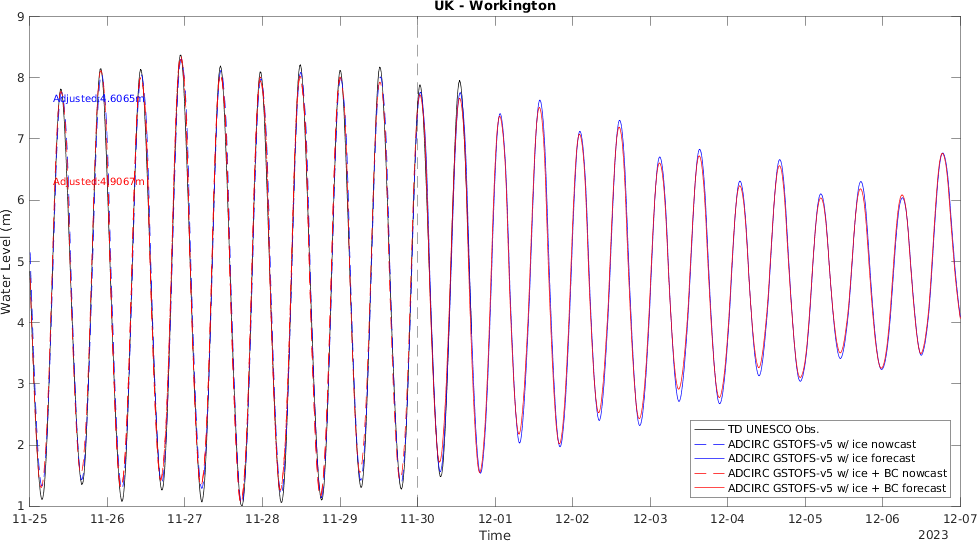 UK - Workington
9
8
7
6
5
4
3
2
1
Water Level (m)
Adjusted:4.6065m
Adjusted:4.9067m
TD UNESCO Obs.
ADCIRC GSTOFS-v5 w/ ice nowcast
ADCIRC GSTOFS-v5 w/ ice forecast
ADCIRC GSTOFS-v5 w/ ice + BC nowcast
ADCIRC GSTOFS-v5 w/ ice + BC forecast
11-25 11-26 11-27 11-28 11-29 11-30 12-01 12-02 12-03 12-04 12-05 12-06 12-07
Time
2023